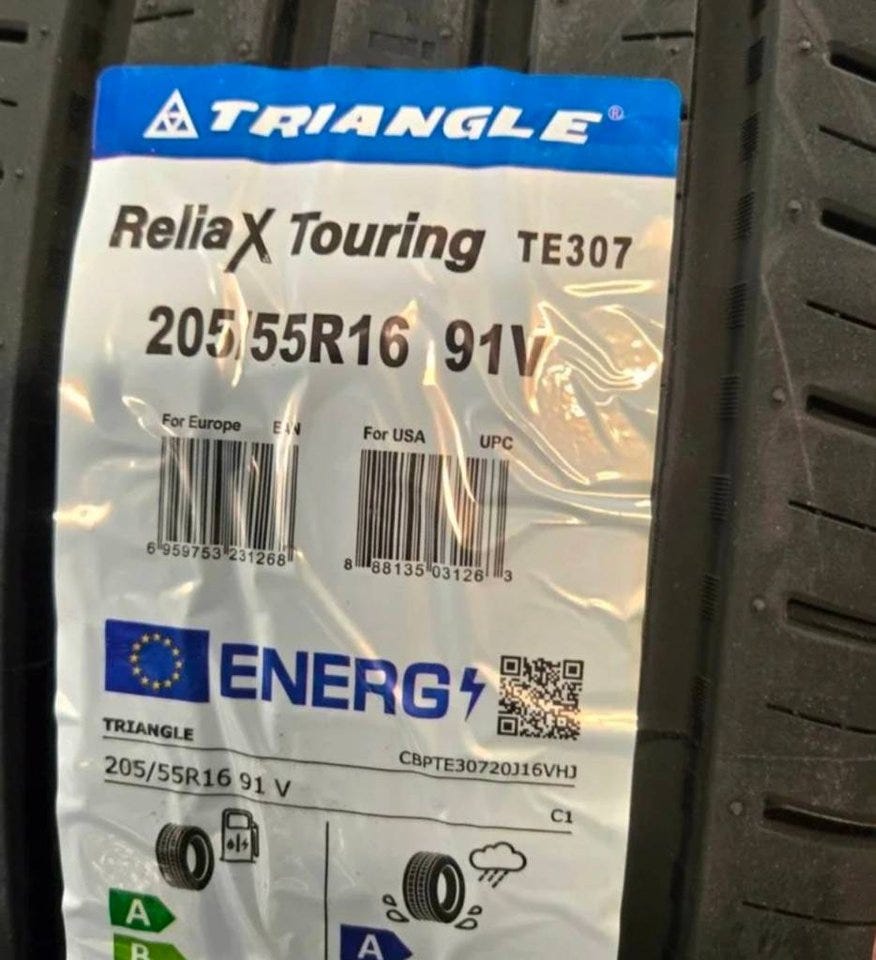 TRIANGLE®
ReliaX Touring TE307
205/55R16 91V
For Europe EAN
For USA UPC
6 959753 231268
8 88135 03126 3
ENERG
TRIANGLE
CBPTE30720J16VHJ
205/55R16 91 V
C1
A
A
B